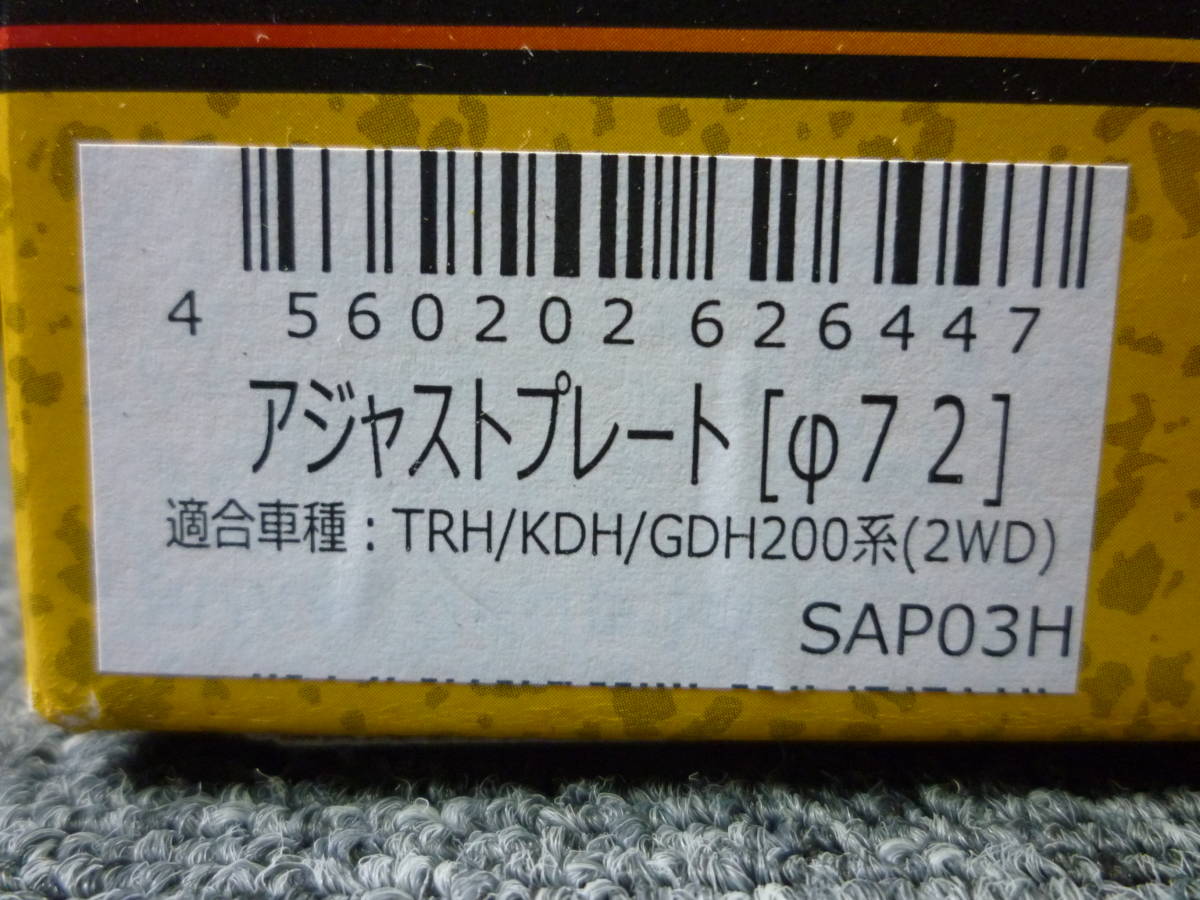 4 560202 626447
アジャストプレート[φ72]
適合車種：TRH/KDH/GDH200系(2WD)
SAP03H